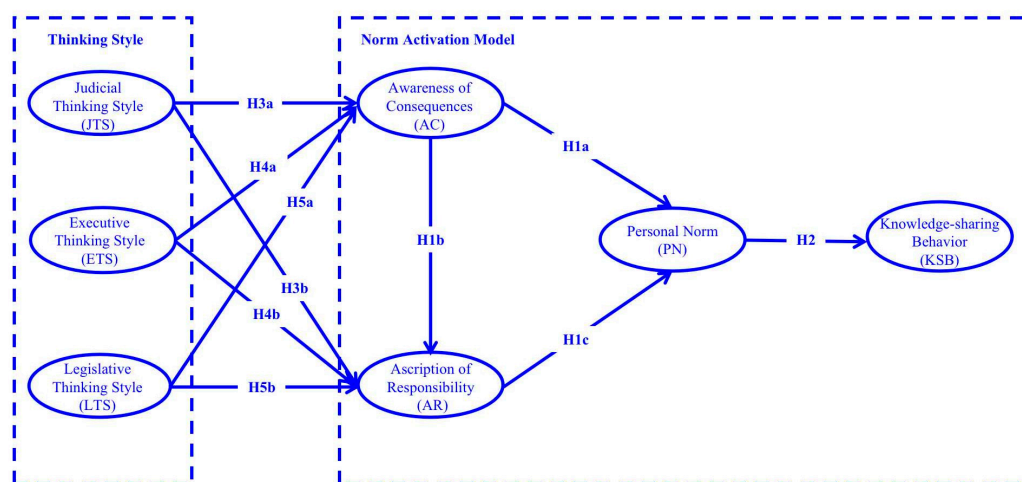 Thinking Style
Norm Activation Model
Judicial
Thinking Style
(JTS)
H3a
Awareness of
Consequences
(AC)
H1a
H4a
H5a
Executive
Thinking Style
(ETS)
H1b
Personal Norm
(PN)
H2
Knowledge-sharing
Behavior
(KSB)
H3b
H4b
H1c
Legislative
Thinking Style
(LTS)
H5b
Ascription of
Responsibility
(AR)